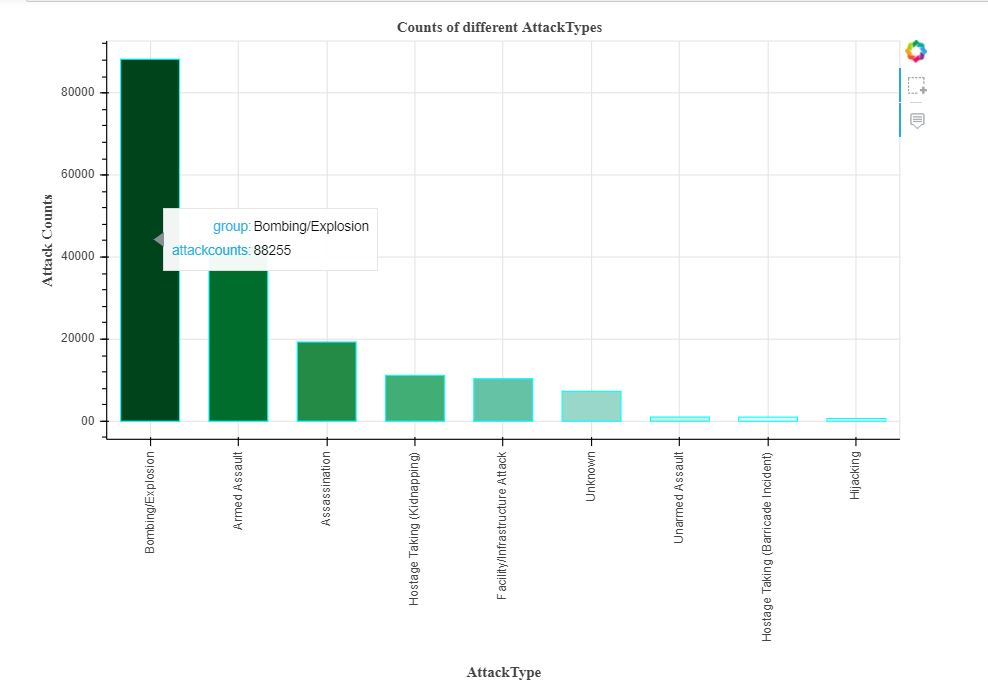 Counts of different AttackTypes
80000
60000
40000
20000
00
Attack Counts
group: Bombing/Explosion
attackcounts: 88255
Bombing/Explosion
Armed Assault
Assassination
Hostage Taking (Kidnapping)
Facility/Infrastructure Attack
Unknown
Unarmed Assault
Hostage Taking (Barricade Incident)
Hijacking
AttackType